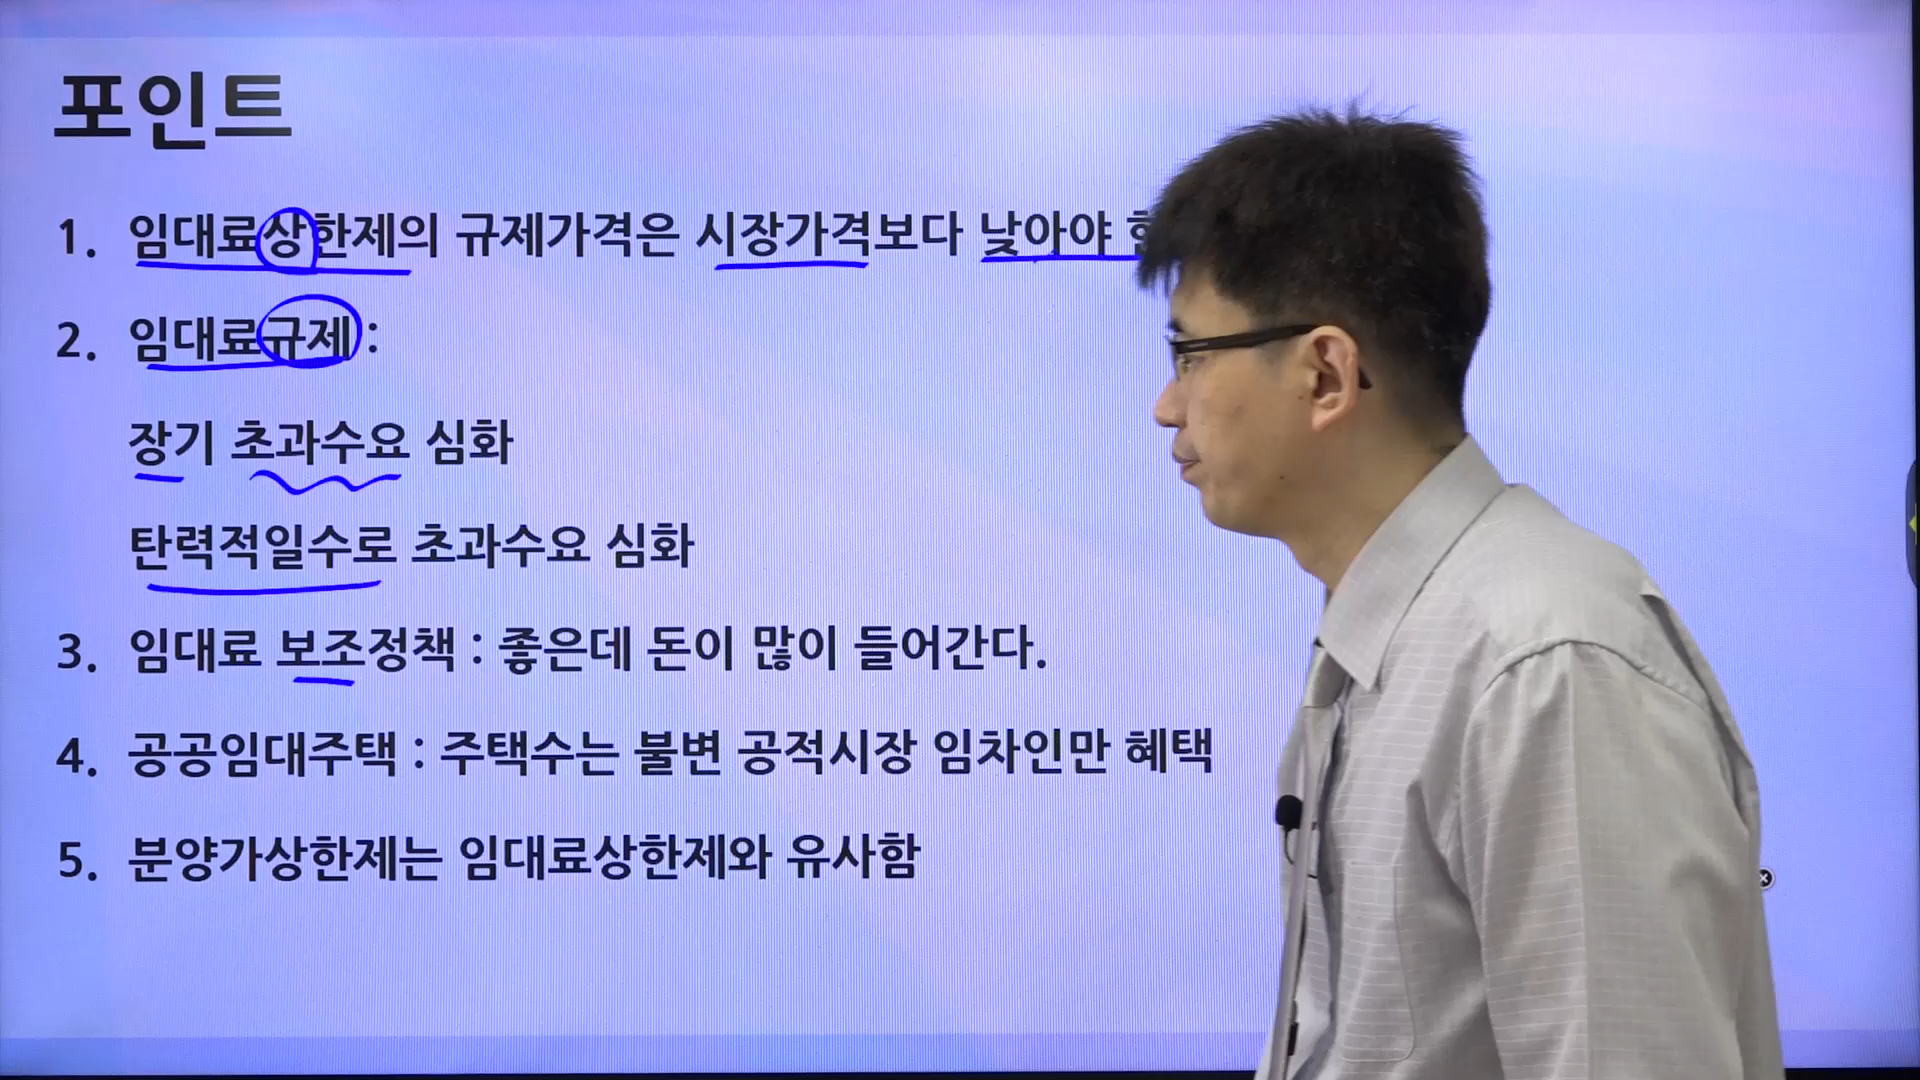 포인트
1. 임대료상한제의 규제가격은 시장가격보다 낮아야
2. 임대료규제 :
장기 초과수요 심화
탄력적일수로 초과수요 심화
3. 임대료 보조정책 : 좋은데 돈이 많이 들어간다.
4. 공공임대주택 : 주택수는 불변 공적시장 임차인만 혜택
5. 분양가상한제는 임대료상한제와 유사함